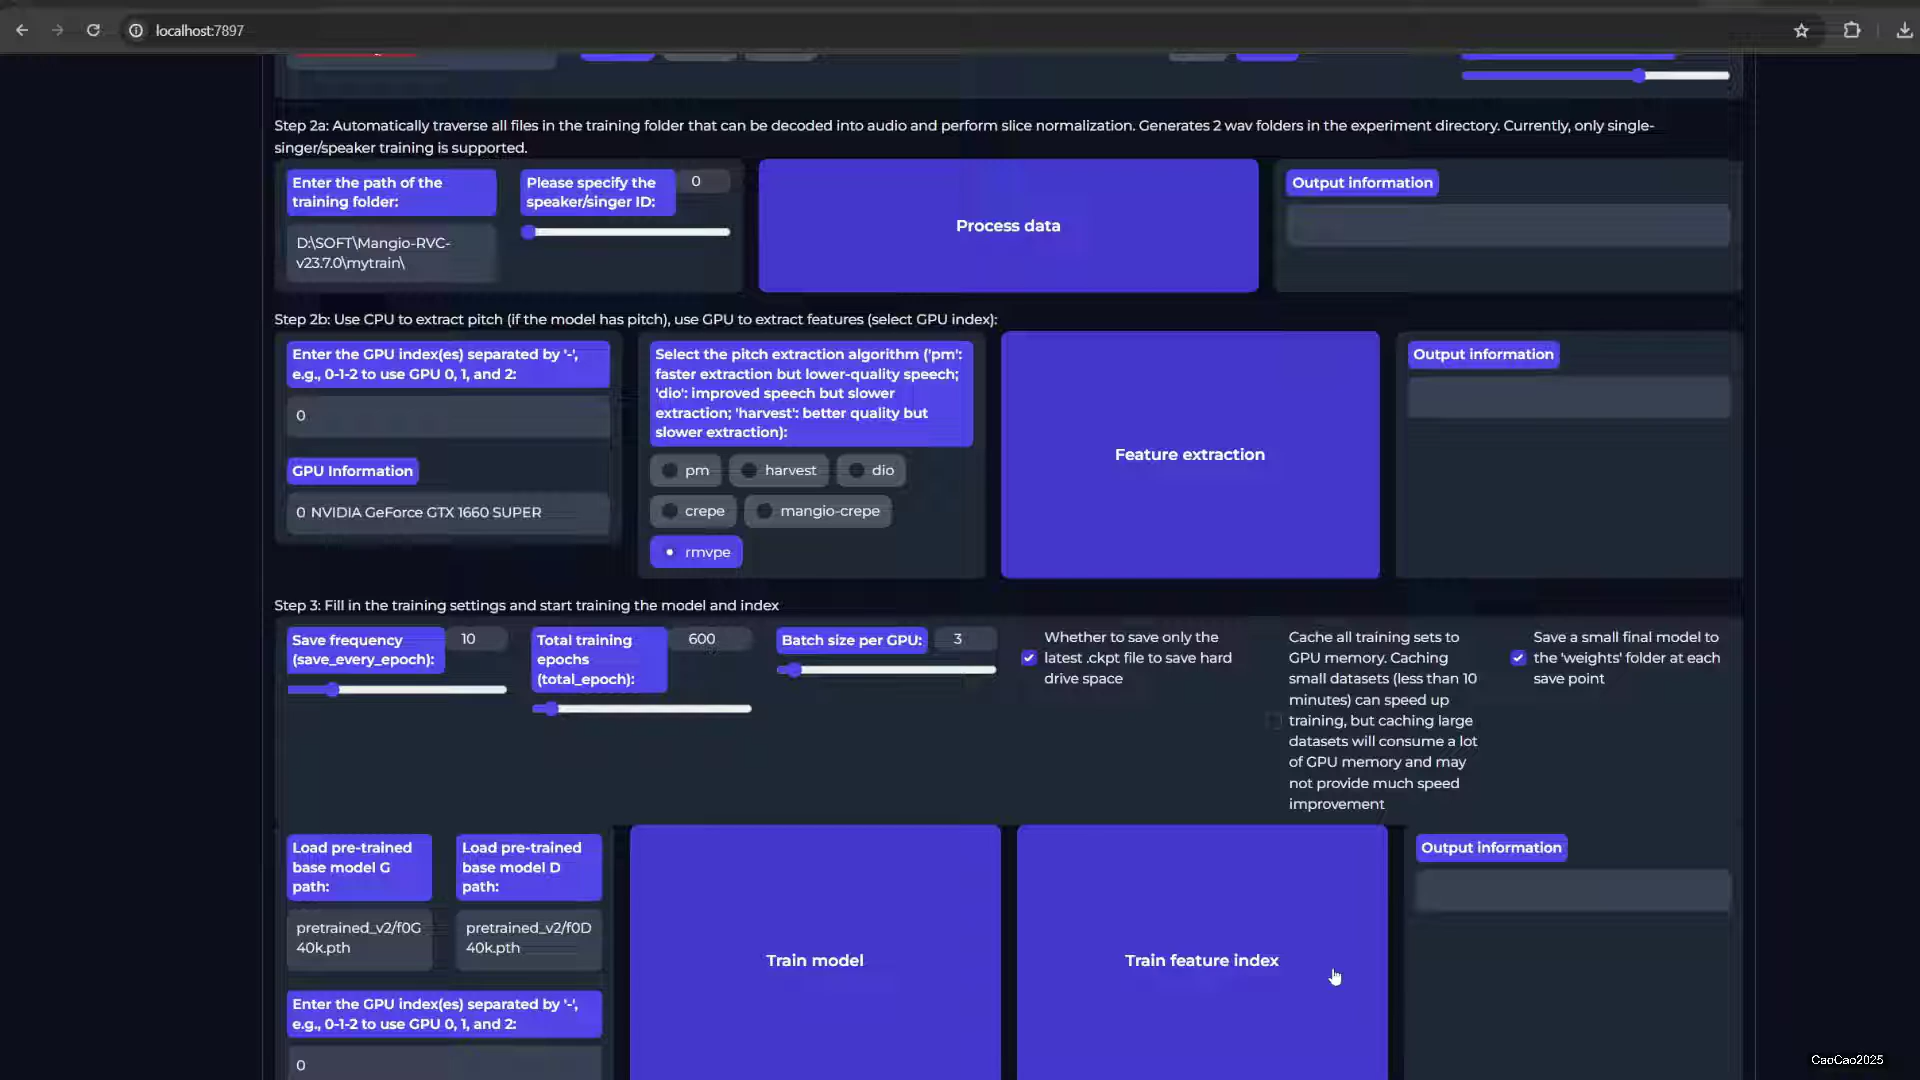 localhost:7897
Step 2a: Automatically traverse all files in the training folder that can be decoded into audio and perform slice normalization. Generates 2 wav folders in the experiment directory. Currently, only single-
singer/speaker training is supported.
Enter the path of the
training folder:
D:\SOFT\Mangio-RVC-
v23.7.0\mytrain\
Please specify the
speaker/singer ID:
0
Process data
Output information
Step 2b: Use CPU to extract pitch (if the model has pitch), use GPU to extract features (select GPU index):
Enter the GPU index(es) separated by '-',
e.g., 0-1-2 to use GPU 0, 1, and 2:
0
GPU Information
0 NVIDIA GeForce GTX 1660 SUPER
Select the pitch extraction algorithm ('pm':
faster extraction but lower-quality speech;
'dio': improved speech but slower
extraction; 'harvest': better quality but
slower extraction):
pm
harvest
dio
crepe
mangio-crepe
rmvpe
Feature extraction
Output information
Step 3: Fill in the training settings and start training the model and index
Save frequency
(save_every_epoch):
10
Total training
epochs
(total_epoch):
600
Batch size per GPU:
3
Whether to save only the
latest .ckpt file to save hard
drive space
Cache all training sets to
GPU memory. Caching
small datasets (less than 10
minutes) can speed up
training, but caching large
datasets will consume a lot
of GPU memory and may
not provide much speed
improvement
Save a small final model to
the 'weights' folder at each
save point
Load pre-trained
base model G
path:
pretrained_v2/f0G
40k.pth
Load pre-trained
base model D
path:
pretrained_v2/f0D
40k.pth
Enter the GPU index(es) separated by '-',
e.g., 0-1-2 to use GPU 0, 1, and 2:
0
Train model
Train feature index
Output information
CaoCao2025